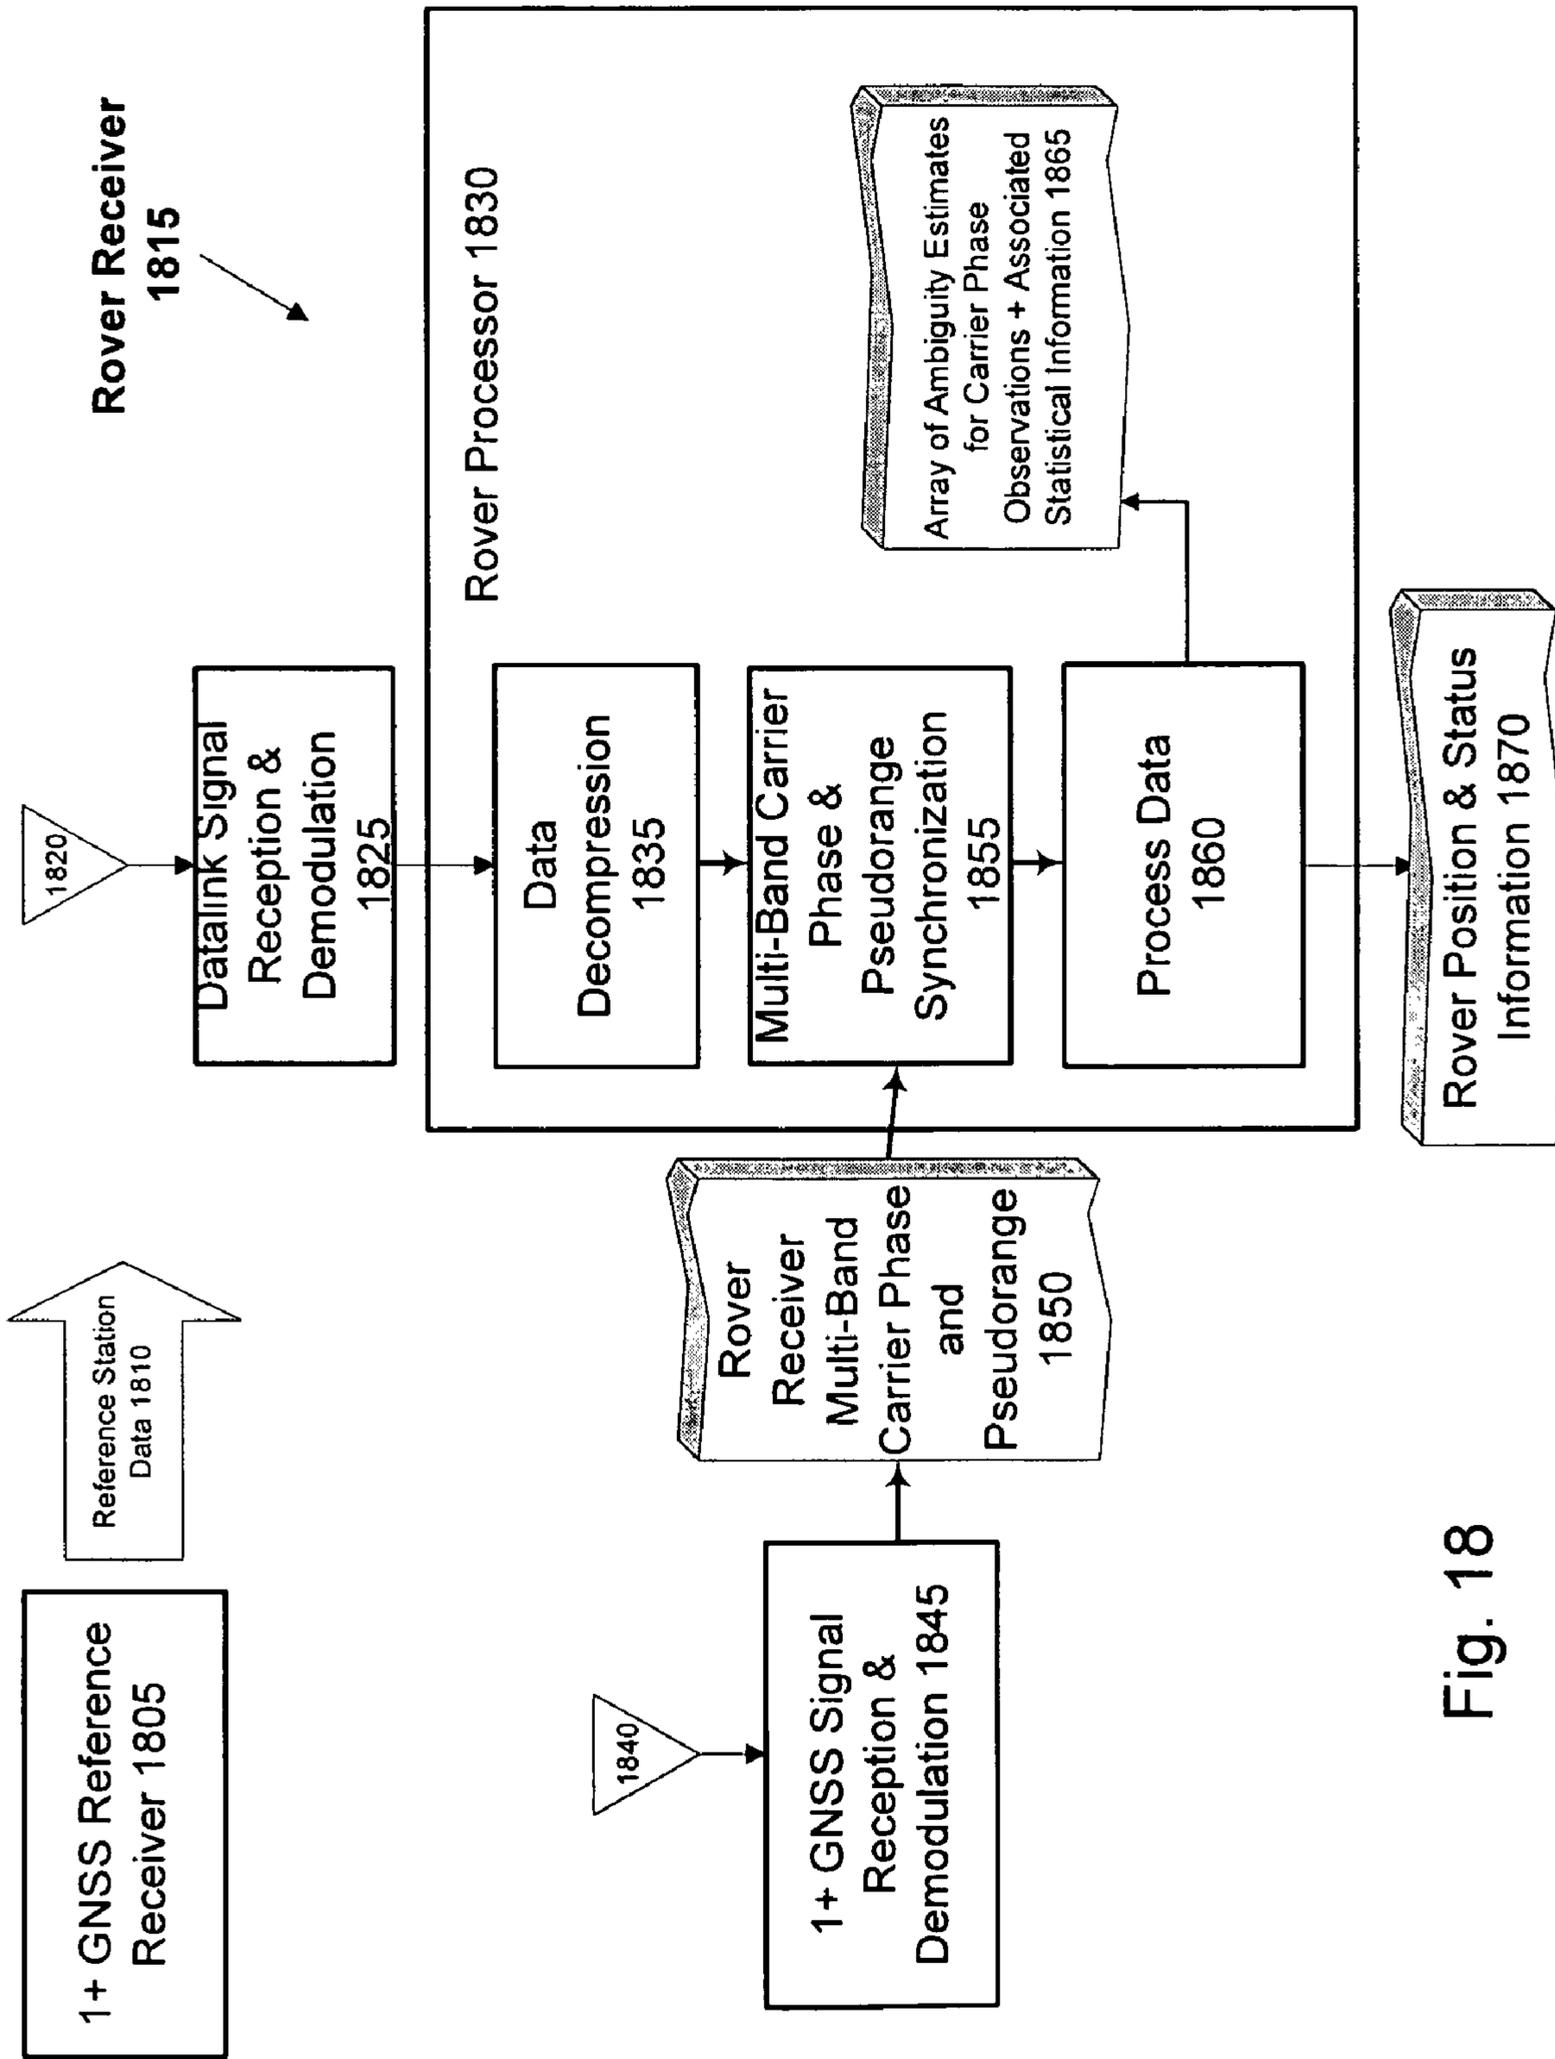 1+ GNSS Reference
Receiver 1805
Reference Station
Data 1810
1820
Rover Receiver
1815
Datalink Signal
Reception &
Demodulation
1825
Rover Processor 1830
Data
Decompression
1835
1840
1+ GNSS Signal
Reception &
Demodulation 1845
Rover
Receiver
Multi-Band
Carrier Phase
and
Pseudorange
1850
Multi-Band Carrier
Phase &
Pseudorange
Synchronization
1855
Process Data
1860
Array of Ambiguity Estimates
for Carrier Phase
Observations + Associated
Statistical Information 1865
Rover Position & Status
Information 1870
Fig. 18